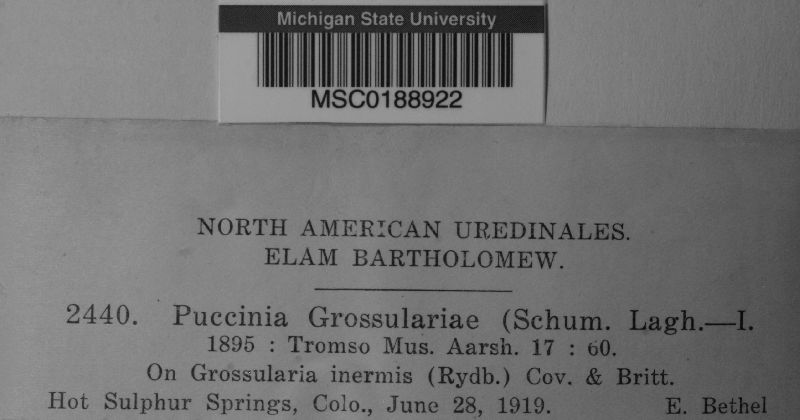 Michigan State University
MSC0188922
NORTH AMERICAN UREDINALES.
ELAM BARTHOLOMEW.
2440. Puccinia Grossulariae (Schum. Lagh.—I.
1895 : Tromso Mus. Aarsh. 17 : 60.
On Grossularia inermis (Rydb.) Cov. & Britt.
Hot Sulphur Springs, Colo., June 28, 1919. E. Bethel